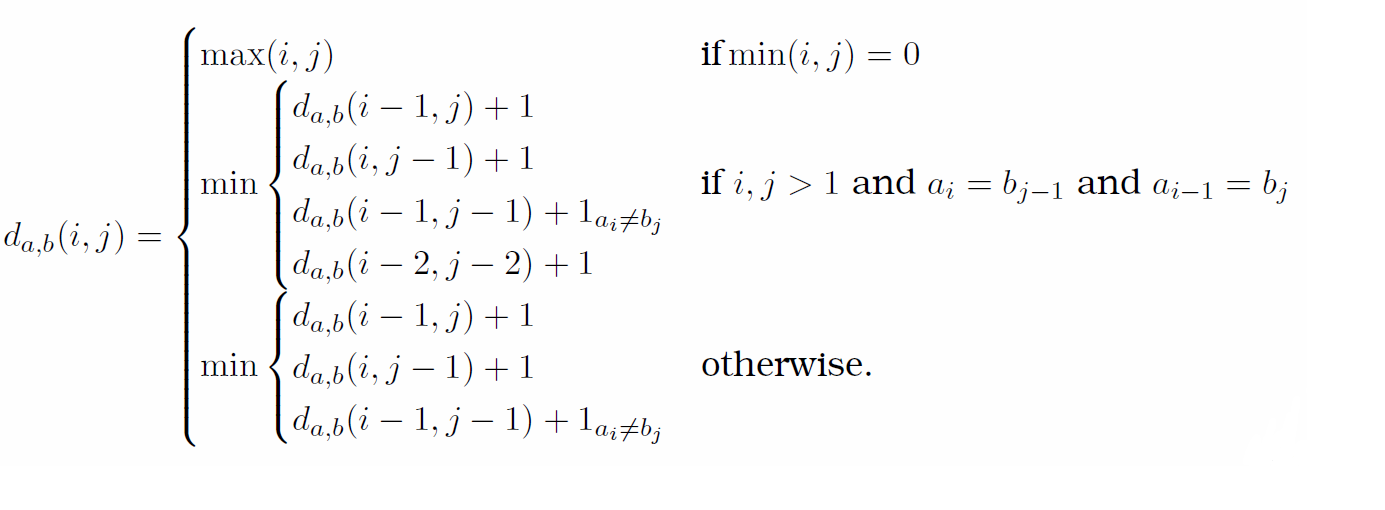 max(i, j) if min(i, j) = 0
d_{a,b}(i − 1, j) + 1
d_{a,b}(i, j − 1) + 1
min if i, j > 1 and a_i = b_{j−1} and a_{i−1} = b_j
d_{a,b}(i − 1, j − 1) + 1_{a_i≠b_j}
d_{a,b}(i, j) =
d_{a,b}(i − 2, j − 2) + 1
d_{a,b}(i − 1, j) + 1
min d_{a,b}(i, j − 1) + 1 otherwise.
d_{a,b}(i − 1, j − 1) + 1_{a_i≠b_j}